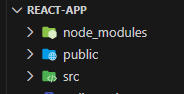 REACT-APP
node_modules
public
src